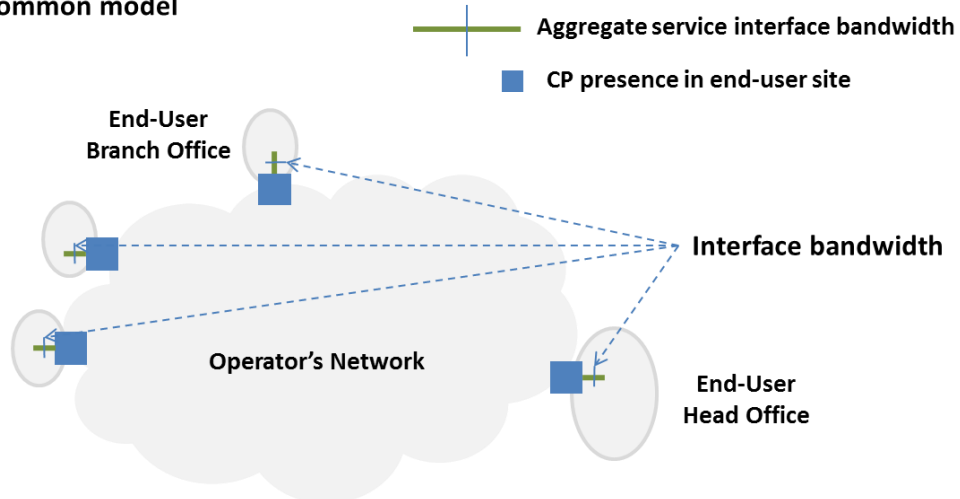 ommon model
Aggregate service interface bandwidth
CP presence in end-user site
End-User
Branch Office
Interface bandwidth
Operator’s Network
End-User
Head Office